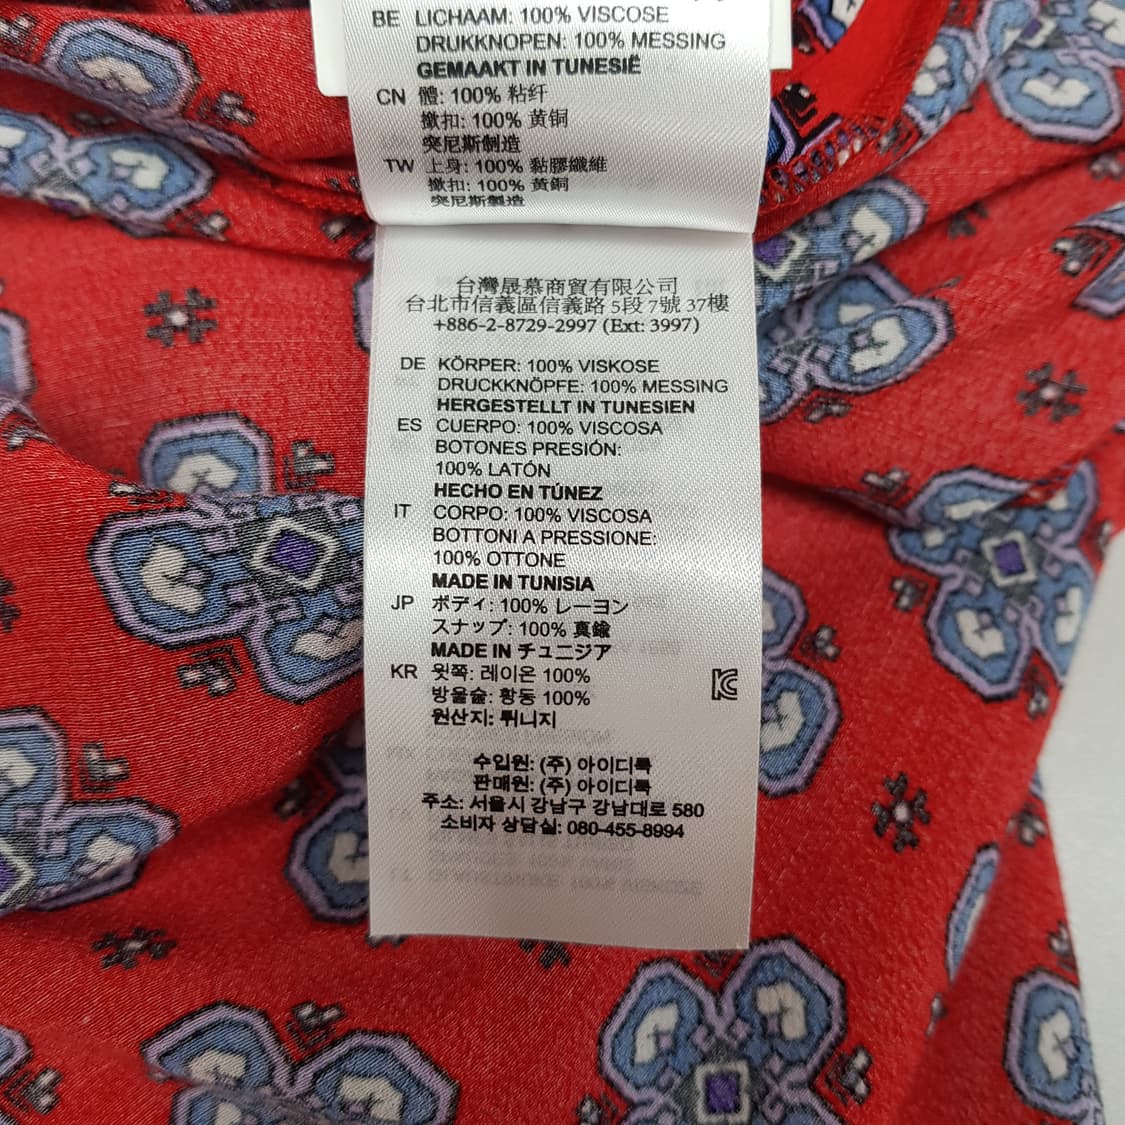 BE LICHAAM: 100% VISCOSE
DRUKKNOPEN: 100% MESSING
GEMAAKT IN TUNESIË
CN 體: 100% 粘纤
撳扣: 100% 黄铜
突尼斯制造
TW 上身: 100% 黏膠纖維
撳扣: 100% 黃銅
突尼斯製造
台灣晟慕商貿有限公司
台北市信義區信義路 5段 7號 37樓
+886-2-8729-2997 (Ext: 3997)
DE KÖRPER: 100% VISKOSE
DRUCKKNÖPFE: 100% MESSING
HERGESTELLT IN TUNESIEN
ES CUERPO: 100% VISCOSA
BOTONES PRESIÓN:
100% LATÓN
HECHO EN TÚNEZ
IT CORPO: 100% VISCOSA
BOTTONI A PRESSIONE:
100% OTTONE
MADE IN TUNISIA
JP ボディ: 100% レーヨン
スナップ: 100% 真鍮
MADE IN チュニジア
KR 윗쪽: 레이온 100%
방울술: 황동 100%
원산지: 튀니지
수입원: (주) 아이디룩
판매원: (주) 아이디룩
주소: 서울시 강남구 강남대로 580
소비자 상담실: 080-455-8994